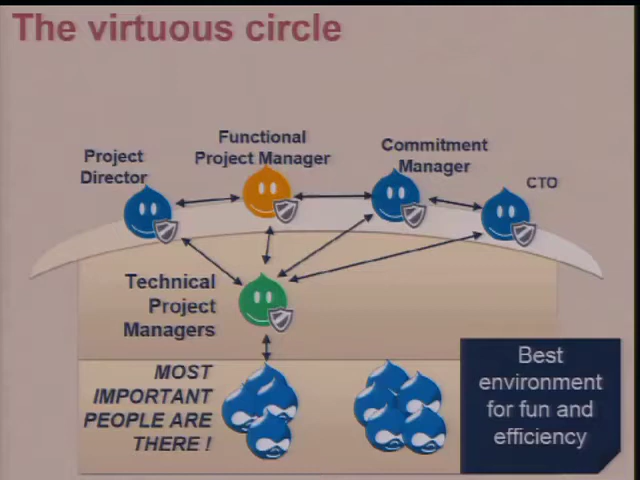 The virtuous circle
Functional
Project Manager
Commitment
Manager
Project
Director
CTO
Technical
Project
Managers
MOST
IMPORTANT
PEOPLE ARE
THERE !
Best
environment
for fun and
efficiency